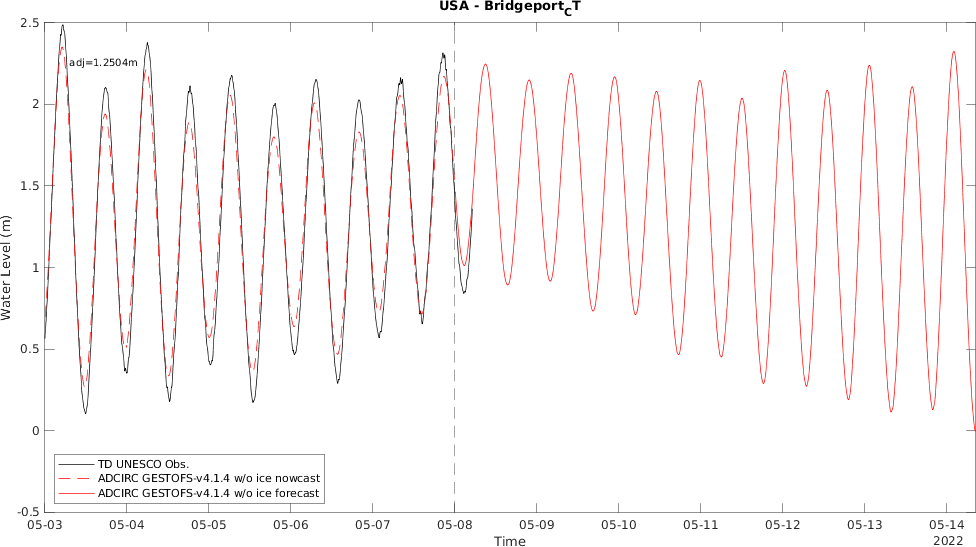 USA - Bridgeport_CT
2.5
adj=1.2504m
2
1.5
1
0.5
0
-0.5
Water Level (m)
TD UNESCO Obs.
ADCIRC GESTOFS-v4.1.4 w/o ice nowcast
ADCIRC GESTOFS-v4.1.4 w/o ice forecast
05-03 05-04 05-05 05-06 05-07 05-08 05-09 05-10 05-11 05-12 05-13 05-14
Time
2022